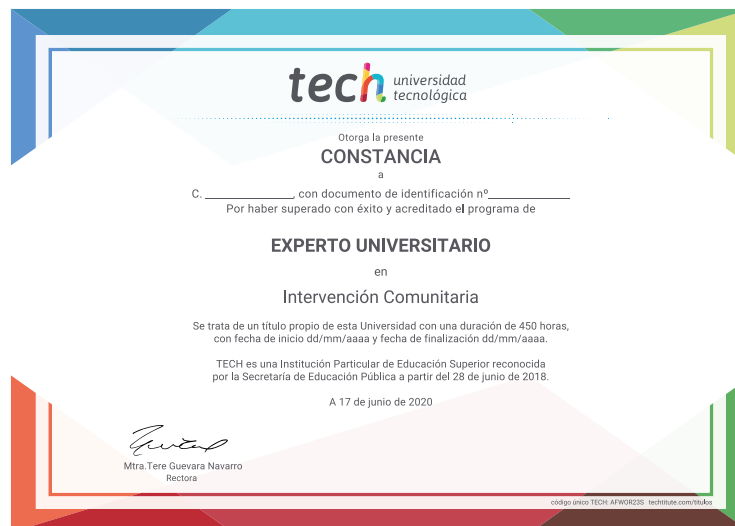 tech universidad
tecnológica
Otorga la presente
CONSTANCIA
a
C. ______________, con documento de identificación nº______________
Por haber superado con éxito y acreditado el programa de
EXPERTO UNIVERSITARIO
en
Intervención Comunitaria
Se trata de un título propio de esta Universidad con una duración de 450 horas,
con fecha de inicio dd/mm/aaaa y fecha de finalización dd/mm/aaaa.
TECH es una Institución Particular de Educación Superior reconocida
por la Secretaría de Educación Pública a partir del 28 de junio de 2018.
A 17 de junio de 2020
Mtra.Tere Guevara Navarro
Rectora
código único TECH: AFWOR23S techtitute.com/titulos